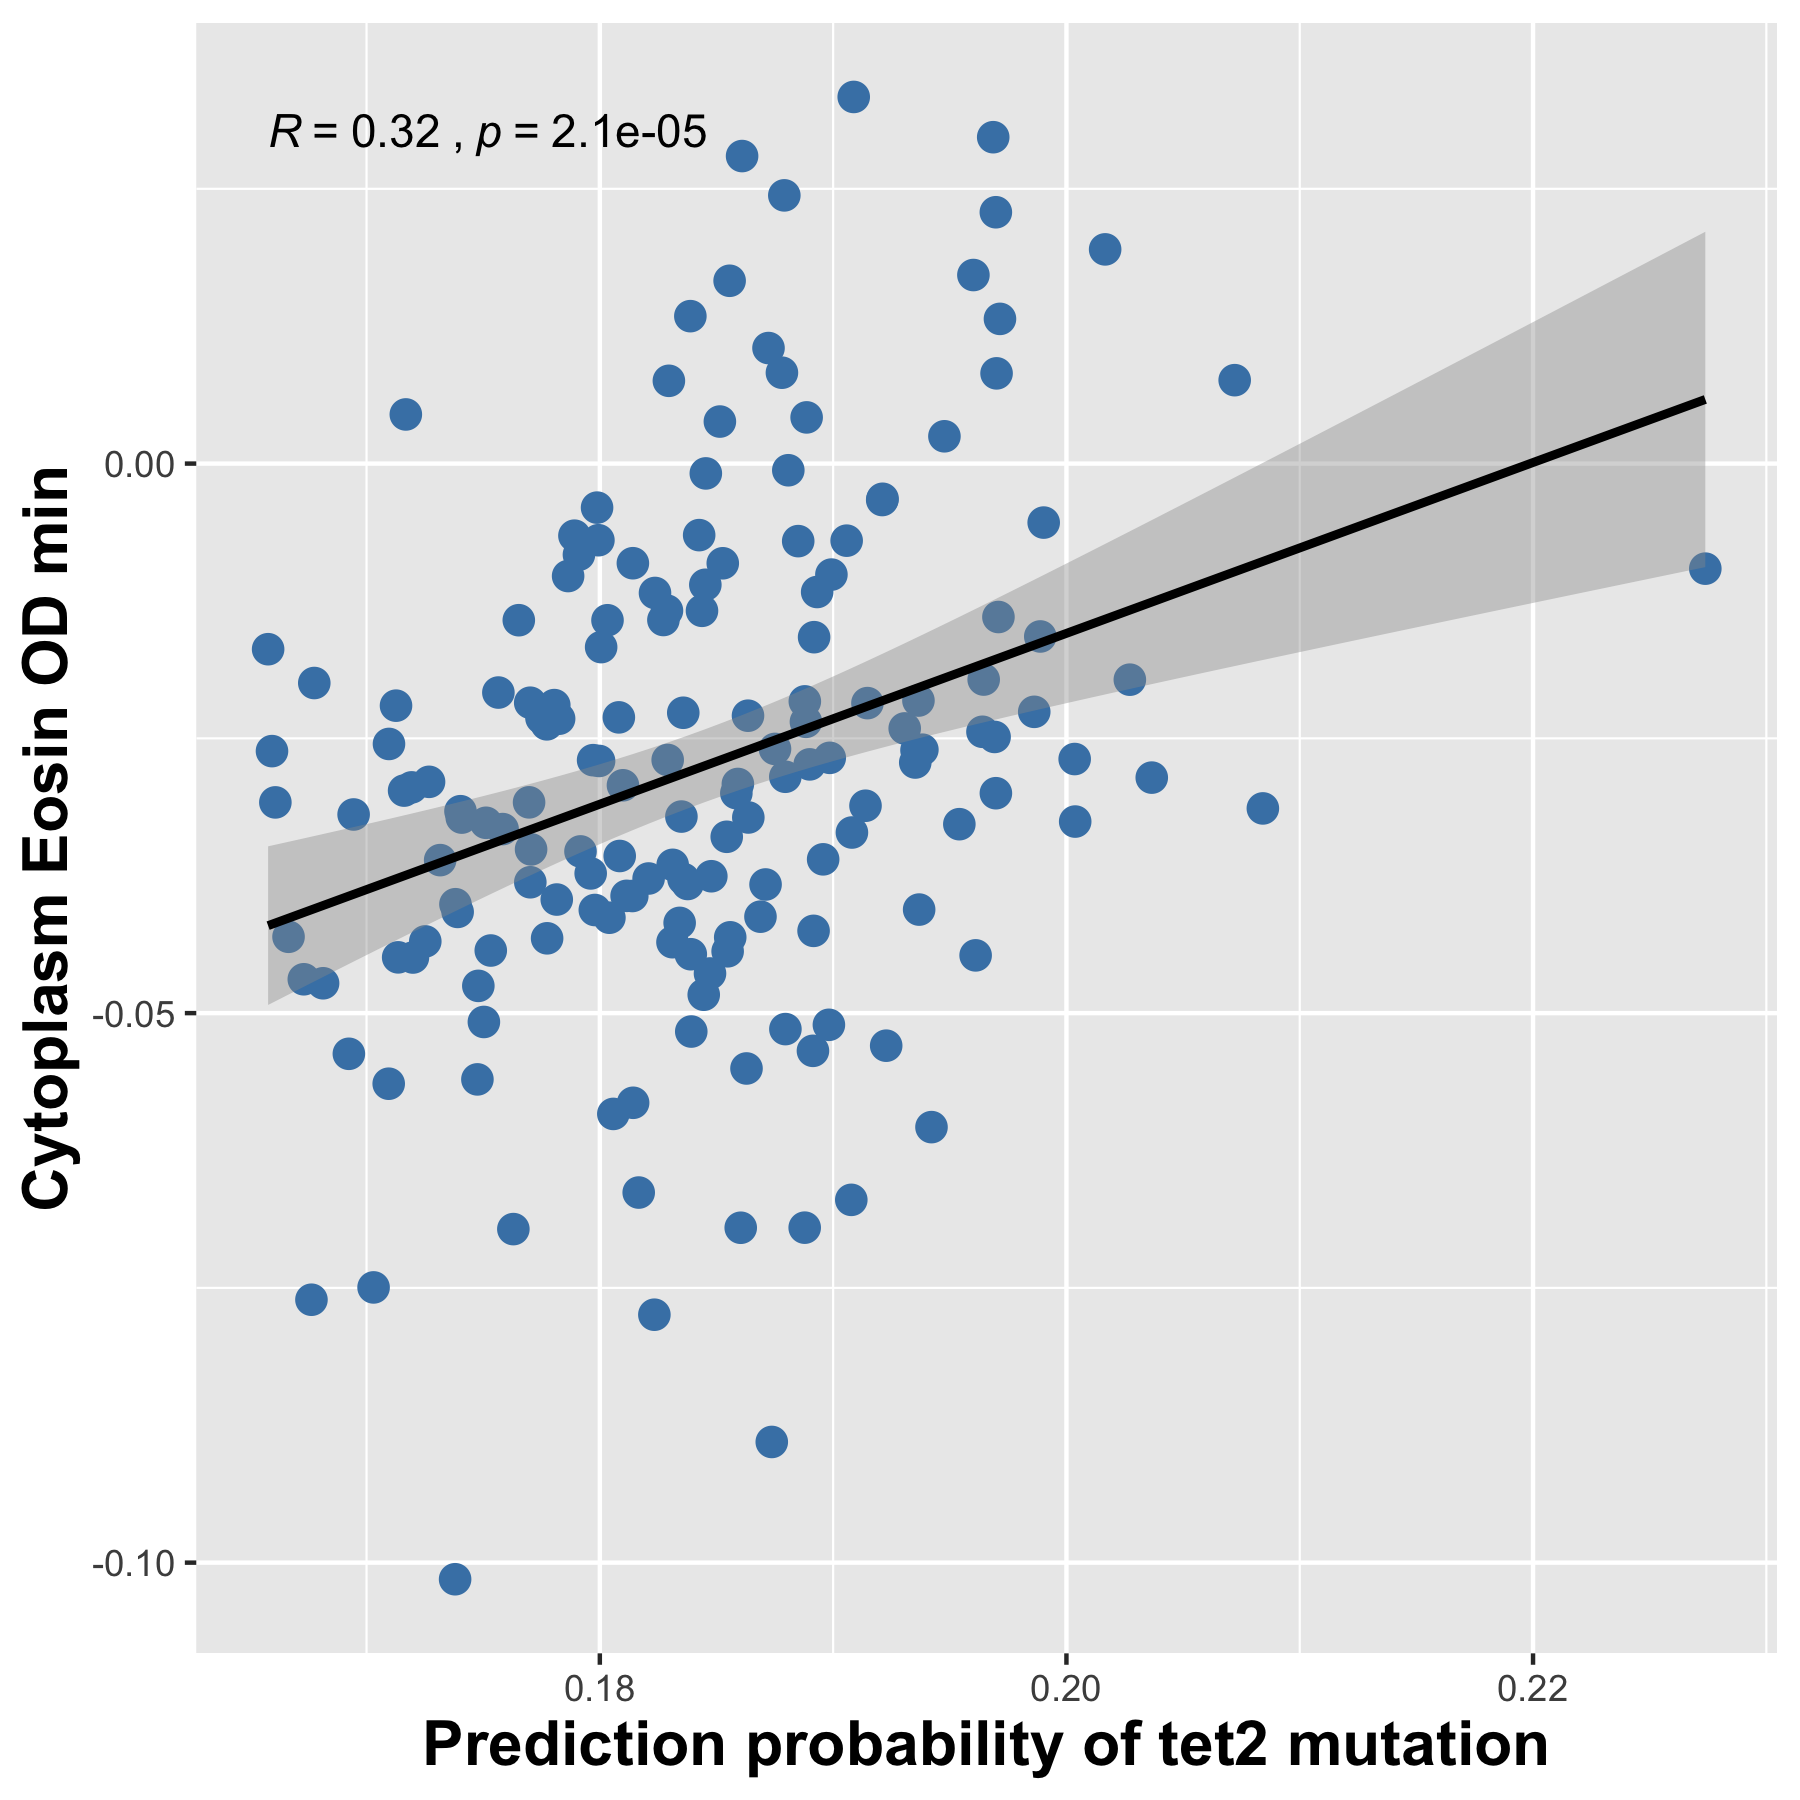 R = 0.32 , p = 2.1e-05
Cytoplasm Eosin OD min
0.00
-0.05
-0.10
0.18
0.20
0.22
Prediction probability of tet2 mutation